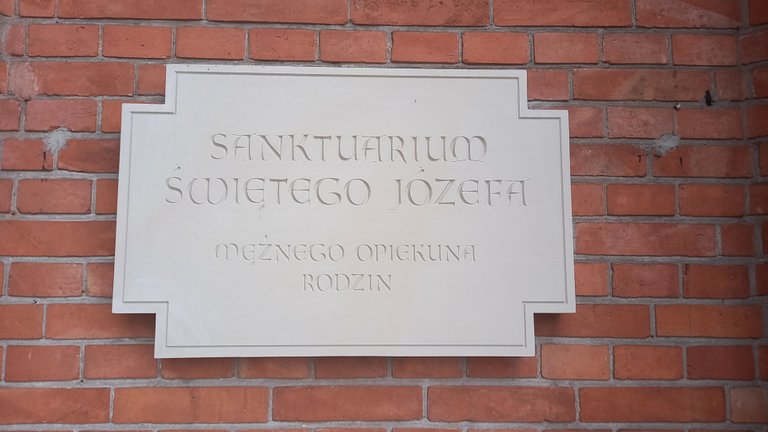 SANKTUARIUM
ŚWIĘTEGO JÓZEFA
MĘŻNEGO OPIEKUNA
RODZIN